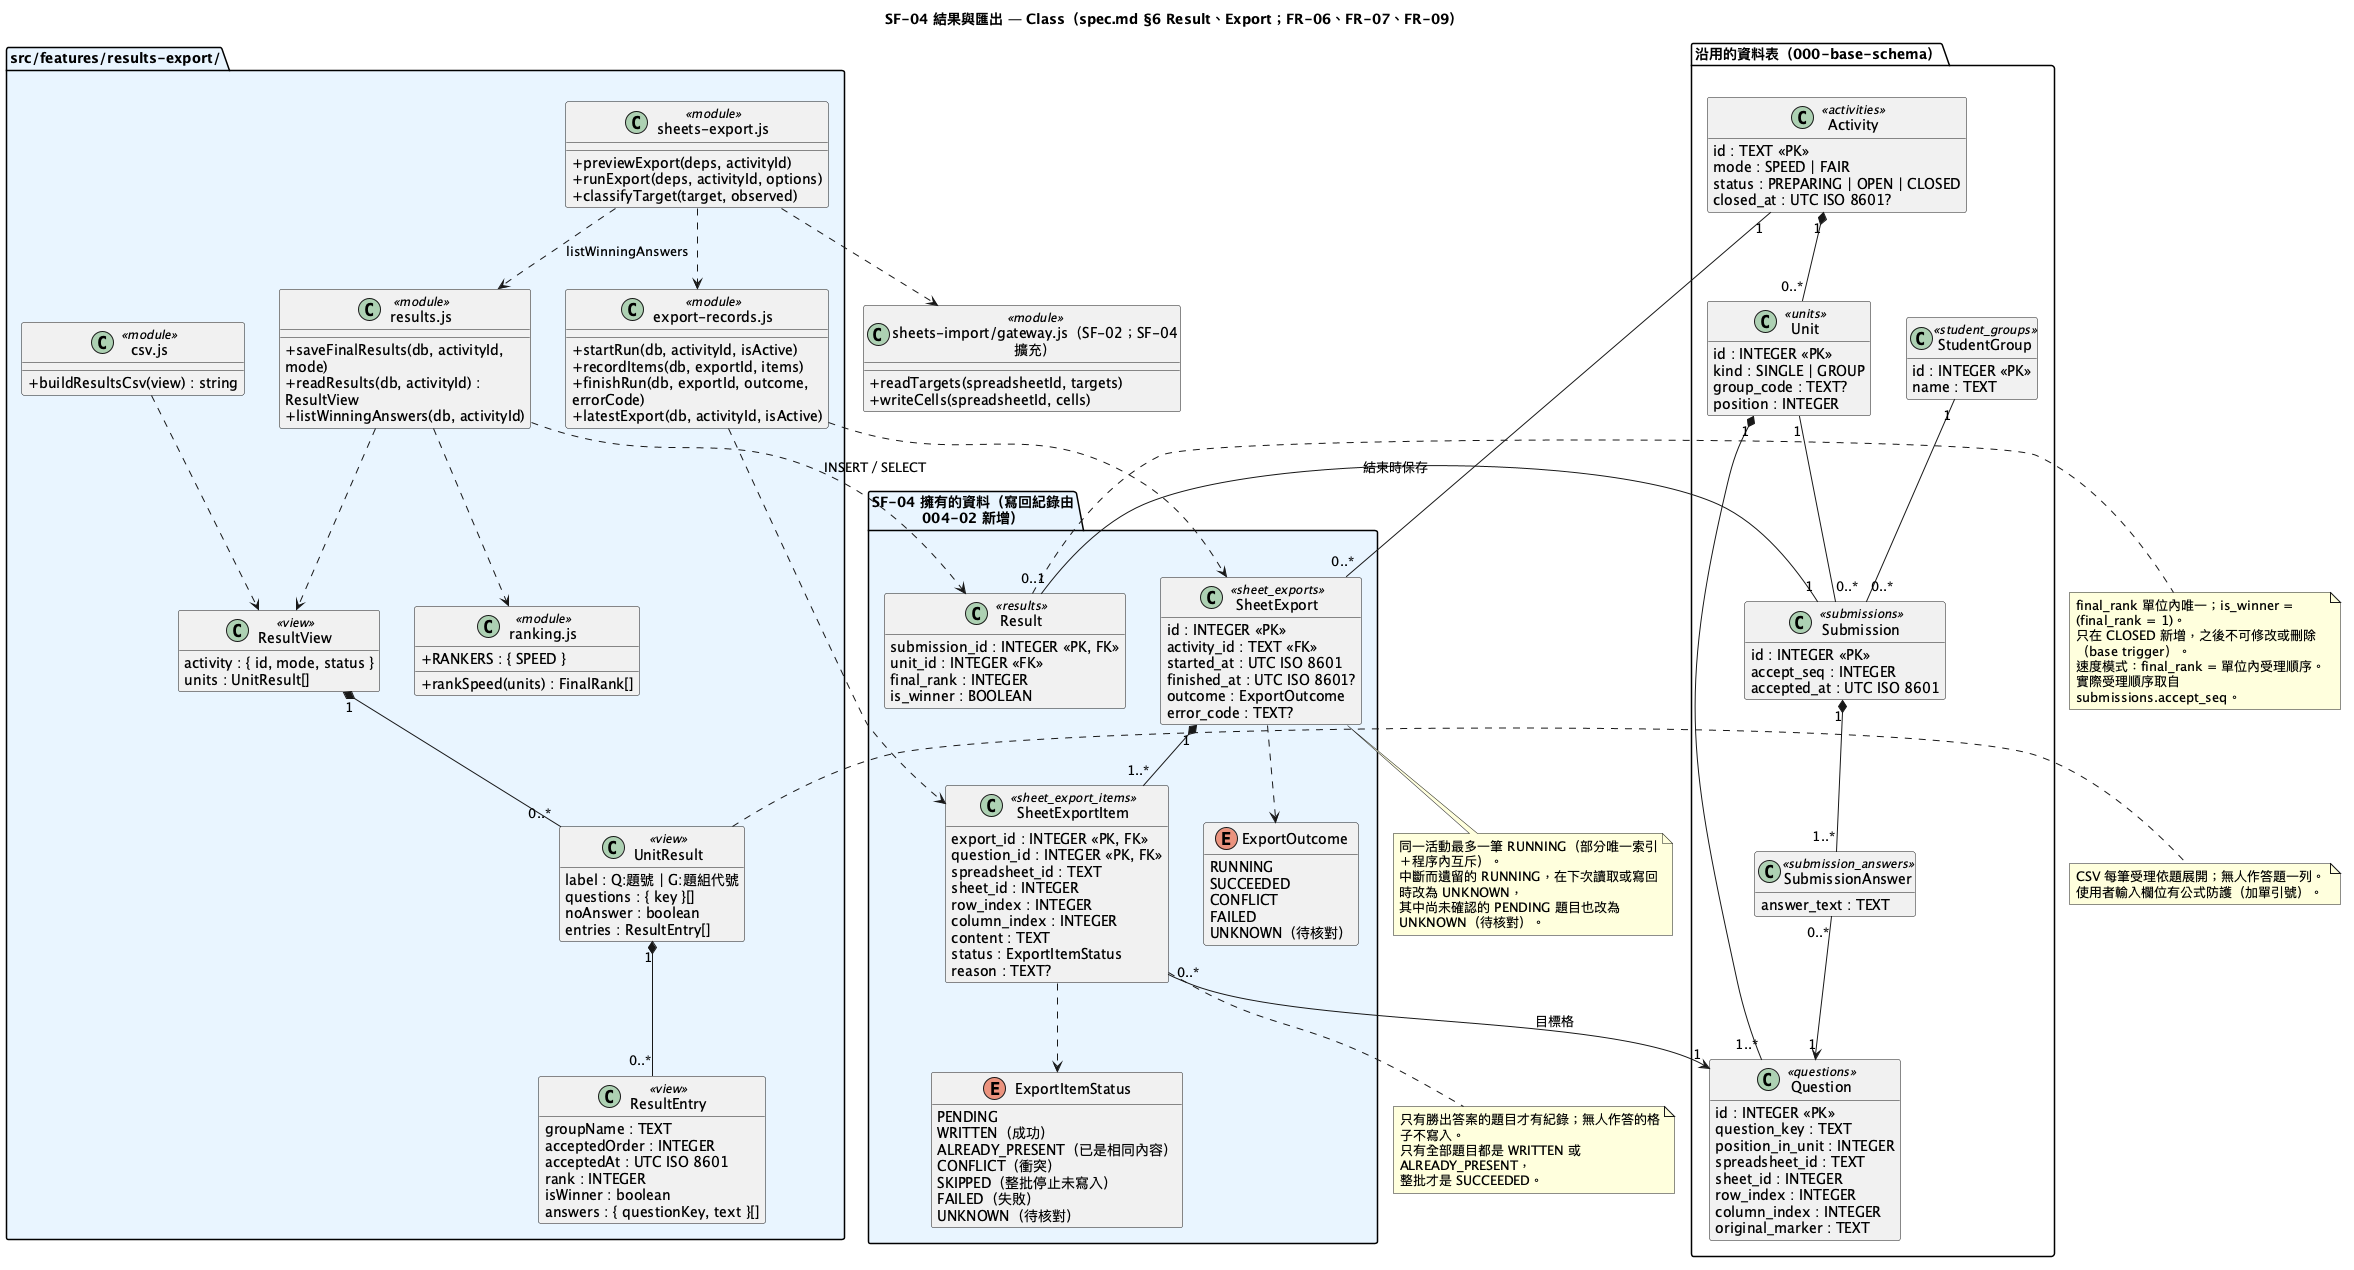 SF-04 結果與匯出 — Class（spec.md §6 Result、Export；FR-06、FR-07、FR-09）
src/features/results-export/
«module»
sheets-export.js
+previewExport(deps, activityId)
+runExport(deps, activityId, options)
+classifyTarget(target, observed)
listWinningAnswers
«module»
csv.js
+buildResultsCsv(view) : string
«module»
results.js
+saveFinalResults(db, activityId,
mode)
+readResults(db, activityId) :
ResultView
+listWinningAnswers(db, activityId)
«module»
export-records.js
+startRun(db, activityId, isActive)
+recordItems(db, exportId, items)
+finishRun(db, exportId, outcome,
errorCode)
+latestExport(db, activityId, isActive)
«module»
sheets-import/gateway.js（SF-02；SF-04
擴充）
+readTargets(spreadsheetId, targets)
+writeCells(spreadsheetId, cells)
INSERT / SELECT
«view»
ResultView
activity : { id, mode, status }
units : UnitResult[]
1
0..*
«module»
ranking.js
+RANKERS : { SPEED }
+rankSpeed(units) : FinalRank[]
«view»
UnitResult
label : Q:題號 | G:題組代號
questions : { key }[]
noAnswer : boolean
entries : ResultEntry[]
1
0..*
«view»
ResultEntry
groupName : TEXT
acceptedOrder : INTEGER
acceptedAt : UTC ISO 8601
rank : INTEGER
isWinner : boolean
answers : { questionKey, text }[]
SF-04 擁有的資料（寫回紀錄由
004-02 新增）
0..1
«results»
Result
submission_id : INTEGER «PK, FK»
unit_id : INTEGER «FK»
final_rank : INTEGER
is_winner : BOOLEAN
0..*
«sheet_exports»
SheetExport
id : INTEGER «PK»
activity_id : TEXT «FK»
started_at : UTC ISO 8601
finished_at : UTC ISO 8601?
outcome : ExportOutcome
error_code : TEXT?
1
1..*
«sheet_export_items»
SheetExportItem
export_id : INTEGER «PK, FK»
question_id : INTEGER «PK, FK»
spreadsheet_id : TEXT
sheet_id : INTEGER
row_index : INTEGER
column_index : INTEGER
content : TEXT
status : ExportItemStatus
reason : TEXT?
0..*
目標格
1
ExportOutcome
RUNNING
SUCCEEDED
CONFLICT
FAILED
UNKNOWN（待核對）
ExportItemStatus
PENDING
WRITTEN（成功）
ALREADY_PRESENT（已是相同內容）
CONFLICT（衝突）
SKIPPED（整批停止未寫入）
FAILED（失敗）
UNKNOWN（待核對）
同一活動最多一筆 RUNNING（部分唯一索引
＋程序內互斥）。
中斷而遺留的 RUNNING，在下次讀取或寫回
時改為 UNKNOWN，
其中尚未確認的 PENDING 題目也改為
UNKNOWN（待核對）。
只有勝出答案的題目才有紀錄；無人作答的格
子不寫入。
只有全部題目都是 WRITTEN 或
ALREADY_PRESENT，
整批才是 SUCCEEDED。
沿用的資料表（000-base-schema）
«activities»
Activity
id : TEXT «PK»
mode : SPEED | FAIR
status : PREPARING | OPEN | CLOSED
closed_at : UTC ISO 8601?
1
1
0..*
«units»
Unit
id : INTEGER «PK»
kind : SINGLE | GROUP
group_code : TEXT?
position : INTEGER
1
1
«student_groups»
StudentGroup
id : INTEGER «PK»
name : TEXT
1
結束時保存
1
0..*
0..*
«submissions»
Submission
id : INTEGER «PK»
accept_seq : INTEGER
accepted_at : UTC ISO 8601
1
1..*
«submission_answers»
SubmissionAnswer
answer_text : TEXT
0..*
1..*
1
«questions»
Question
id : INTEGER «PK»
question_key : TEXT
position_in_unit : INTEGER
spreadsheet_id : TEXT
sheet_id : INTEGER
row_index : INTEGER
column_index : INTEGER
original_marker : TEXT
final_rank 單位內唯一；is_winner =
(final_rank = 1)。
只在 CLOSED 新增，之後不可修改或刪除
（base trigger）。
速度模式：final_rank = 單位內受理順序。
實際受理順序取自
submissions.accept_seq。
CSV 每筆受理依題展開；無人作答題一列。
使用者輸入欄位有公式防護（加單引號）。